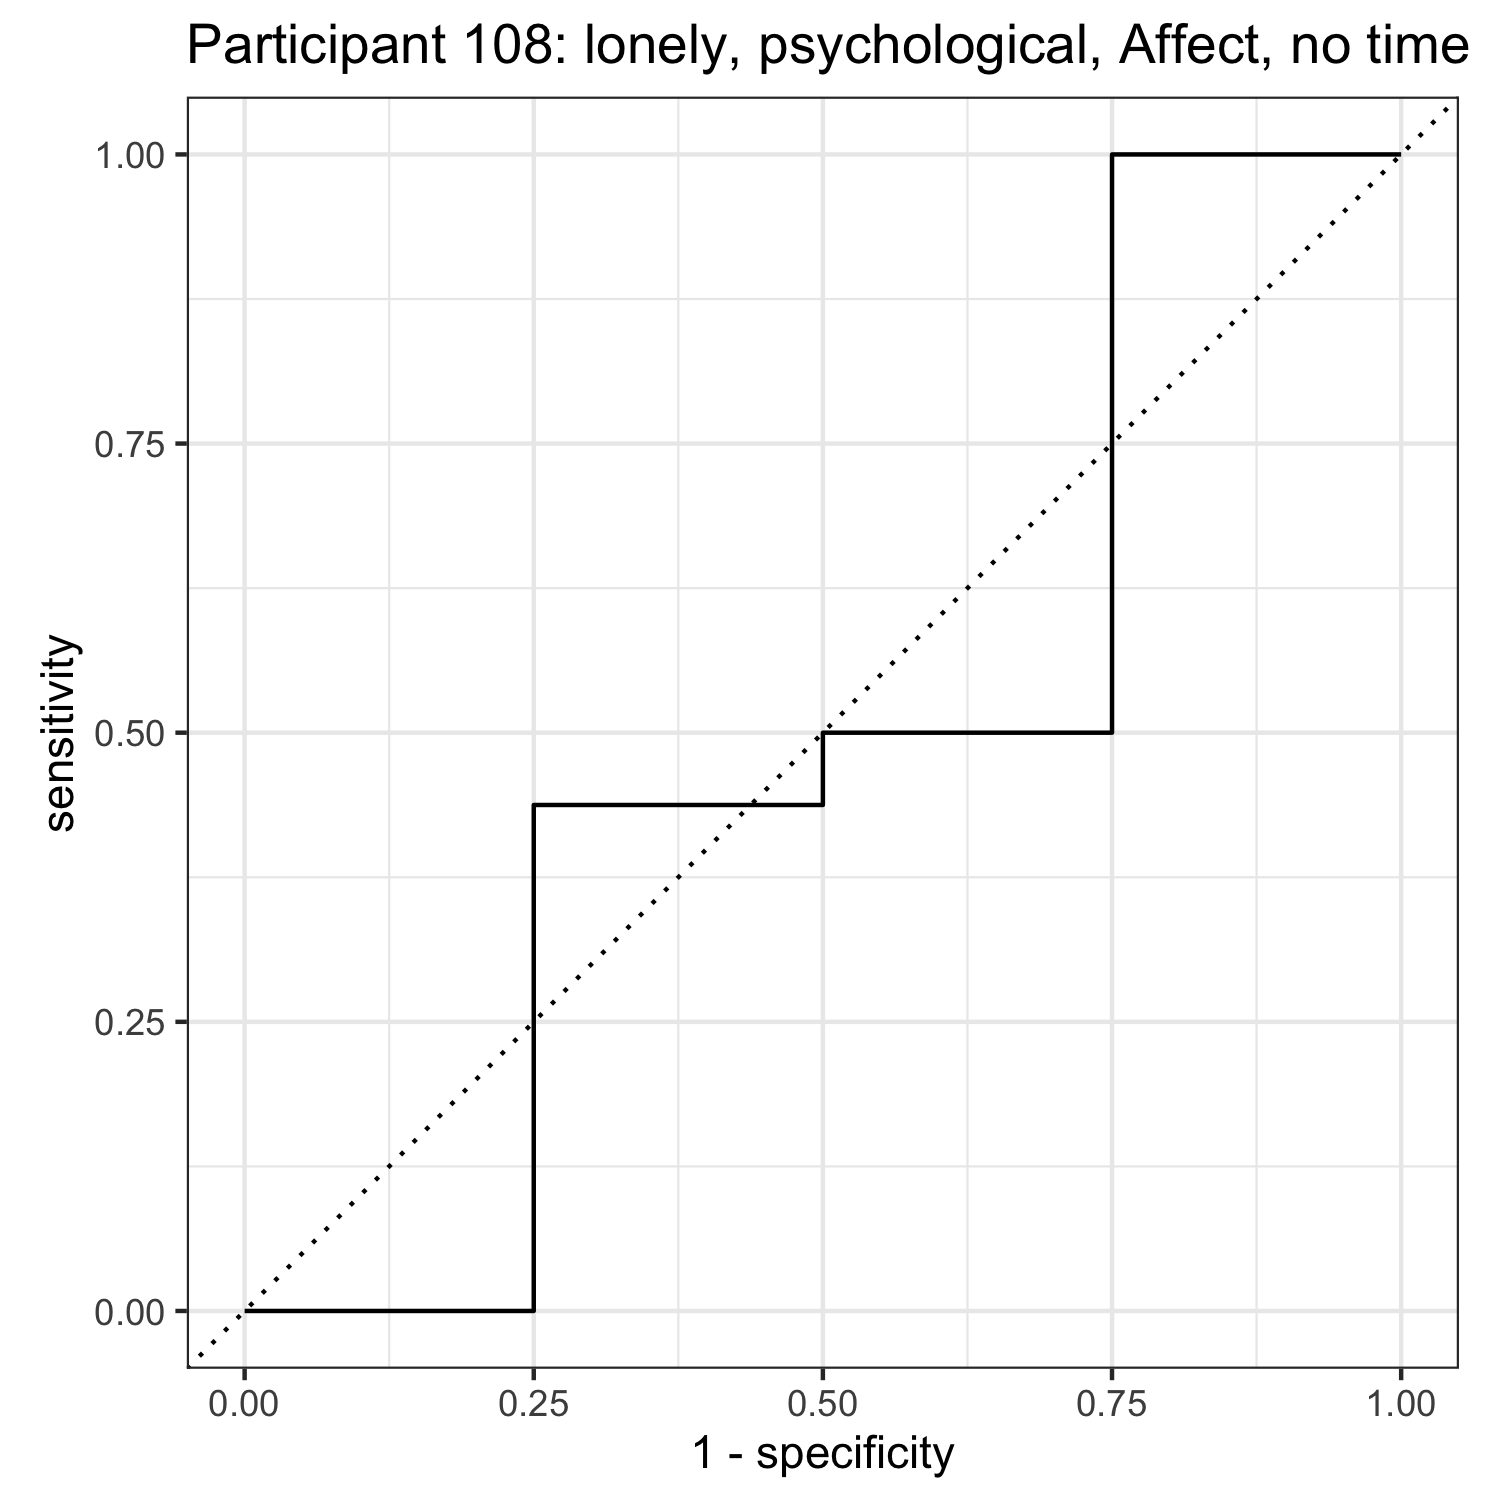 Participant 108: lonely, psychological, Affect, no time
1.00
0.75
sensitivity
0.50
0.25
0.00
0.00 0.25 0.50 0.75 1.00
1 - specificity